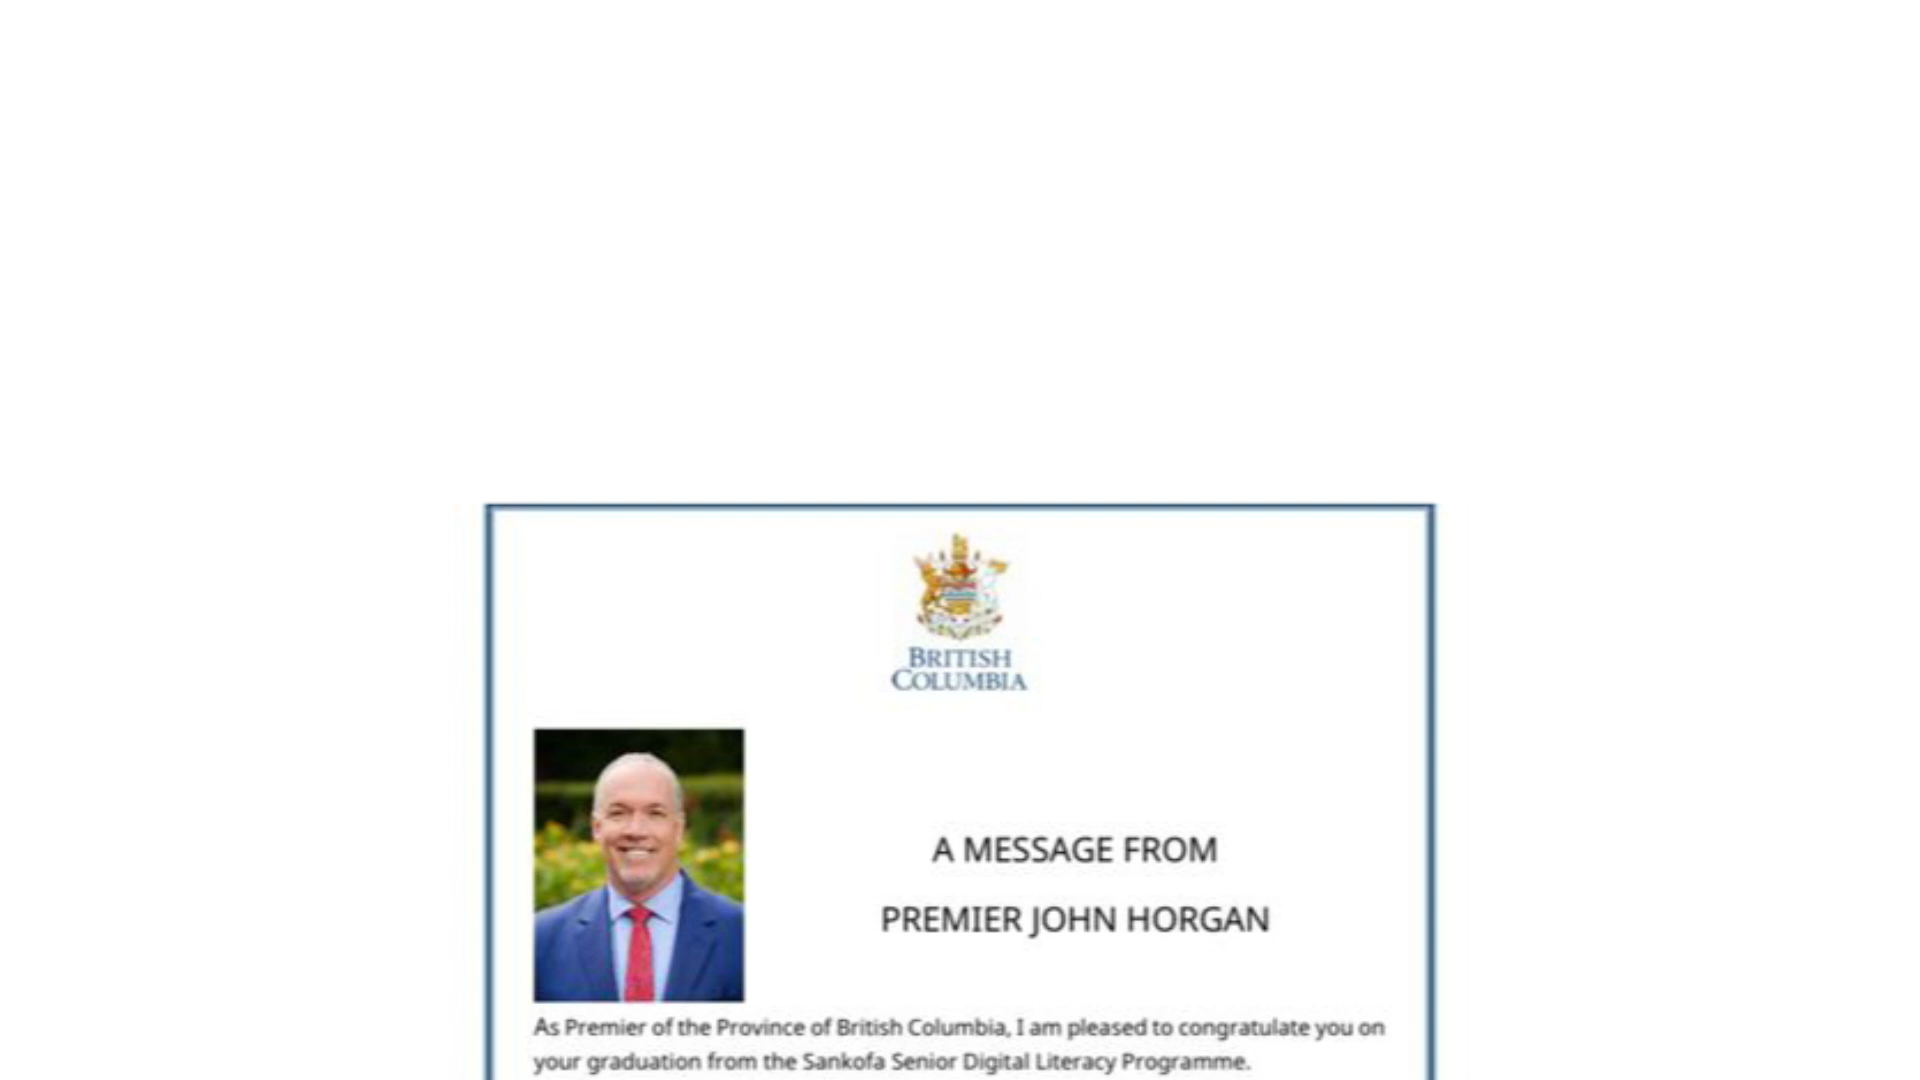 BRITISH
COLUMBIA
A MESSAGE FROM
PREMIER JOHN HORGAN
As Premier of the Province of British Columbia, I am pleased to congratulate you on
your graduation from the Sankofa Senior Digital Literacy Programme.